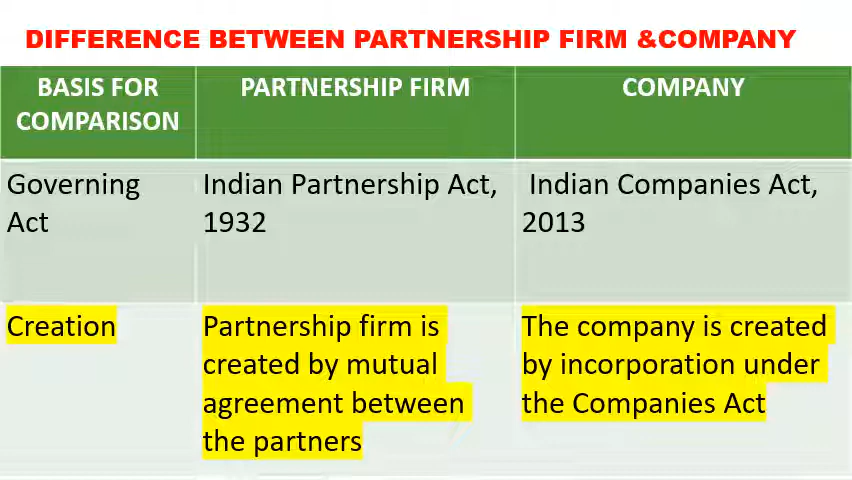 DIFFERENCE BETWEEN PARTNERSHIP FIRM &COMPANY
BASIS FOR
COMPARISON
PARTNERSHIP FIRM
COMPANY
Governing
Act
Indian Partnership Act,
1932
Indian Companies Act,
2013
Creation
Partnership firm is
created by mutual
agreement between
the partners
The company is created
by incorporation under
the Companies Act